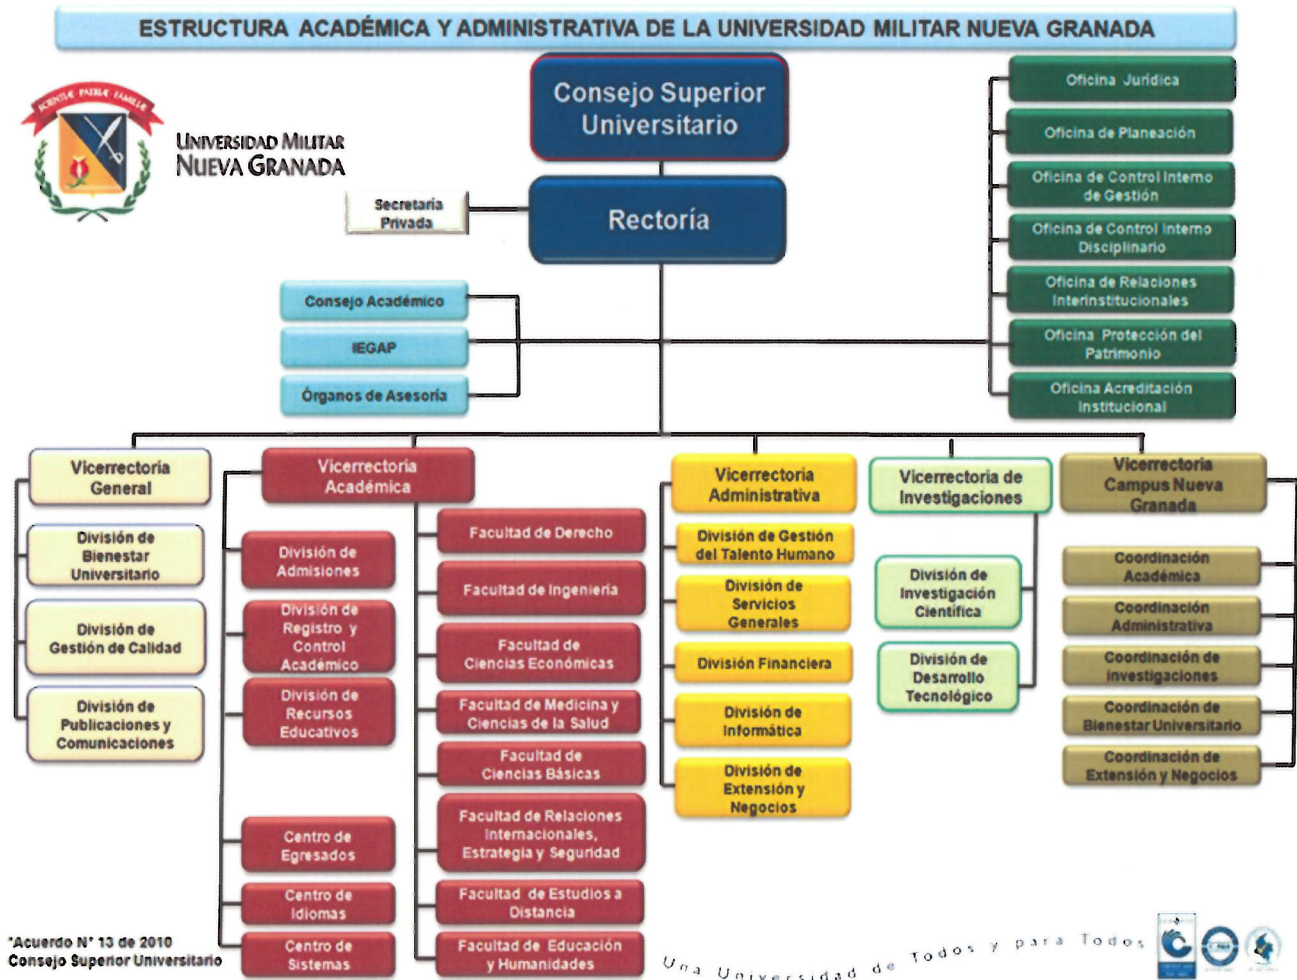 ESTRUCTURA ACADÉMICA Y ADMINISTRATIVA DE LA UNIVERSIDAD MILITAR NUEVA GRANADA
SCIENTIÆ PATRIÆ FAMILIÆ
UNIVERSIDAD MILITAR
NUEVA GRANADA
Consejo Superior
Universitario
Rectoría
Secretaría
Privada
Oficina Jurídica
Oficina de Planeación
Oficina de Control Interno
de Gestión
Oficina de Control Interno
Disciplinario
Oficina de Relaciones
Interinstitucionales
Oficina Protección del
Patrimonio
Oficina Acreditación
Institucional
Consejo Académico
IEGAP
Órganos de Asesoría
Vicerrectoría
General
División de
Bienestar
Universitario
División de
Gestión de Calidad
División de
Publicaciones y
Comunicaciones
Vicerrectoría
Académica
División de
Admisiones
División de
Registro y
Control
Académico
División de
Recursos
Educativos
Centro de
Egresados
Centro de
Idiomas
Centro de
Sistemas
Facultad de Derecho
Facultad de Ingeniería
Facultad de
Ciencias Económicas
Facultad de Medicina y
Ciencias de la Salud
Facultad de
Ciencias Básicas
Facultad de Relaciones
Internacionales,
Estrategia y Seguridad
Facultad de Estudios a
Distancia
Facultad de Educación
y Humanidades
Vicerrectoría
Administrativa
División de Gestión
del Talento Humano
División de
Servicios
Generales
División Financiera
División de
Informática
División de
Extensión y
Negocios
Vicerrectoria de
Investigaciones
División de
Investigación
Científica
División de
Desarrollo
Tecnológico
Vicerrectoria
Campus Nueva
Granada
Coordinación
Académica
Coordinación
Administrativa
Coordinación de
Investigaciones
Coordinación de
Bienestar Universitario
Coordinación de
Extensión y Negocios
*Acuerdo N° 13 de 2010
Consejo Superior Universitario
Una Universidad de Todos y para Todos